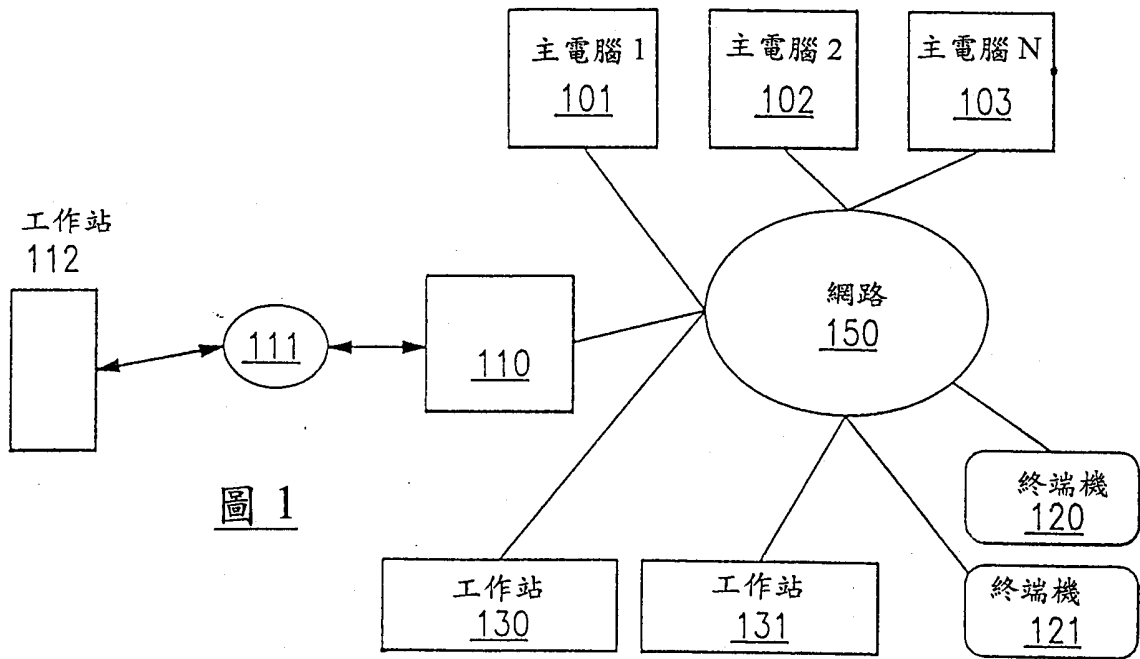 主電腦 1
101
主電腦 2
102
主電腦 N
103
工作站
112
111
110
網路
150
圖 1
終端機
120
工作站
130
工作站
131
終端機
121